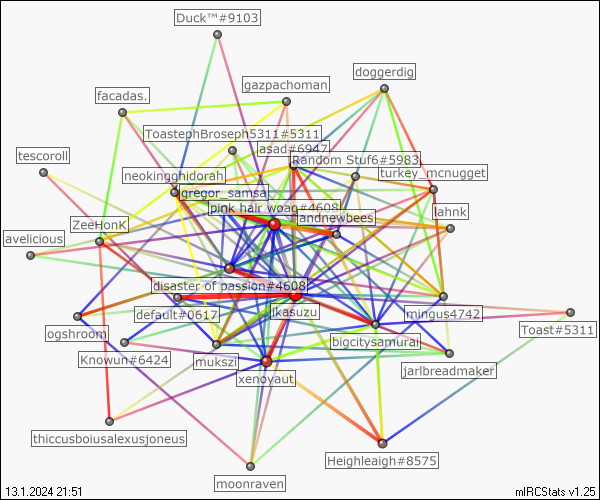 Duck™#9103
doggerdig
gazpachoman
facadas.
ToastephBroseph5311#5311
asad#6947
tescoroll
Random Stuf6#5983
neokingghidorah
turkey_mcnugget
gregor_samsa
pink hair woag#4608
lahnk
ZeeHonK
landnewbees
avelicious
disaster of passion#4608
default#0617
jikasuzu
mingus4742
ogshroom
Toast#5311
bigcitysamurai
Knowun#6424
mukszi
jarlbreadmaker
xenoyaut
thiccusboiusalexusjoneus
Heighleaigh#8575
moonraven
13.1.2024 21:51
mIRCStats v1.25